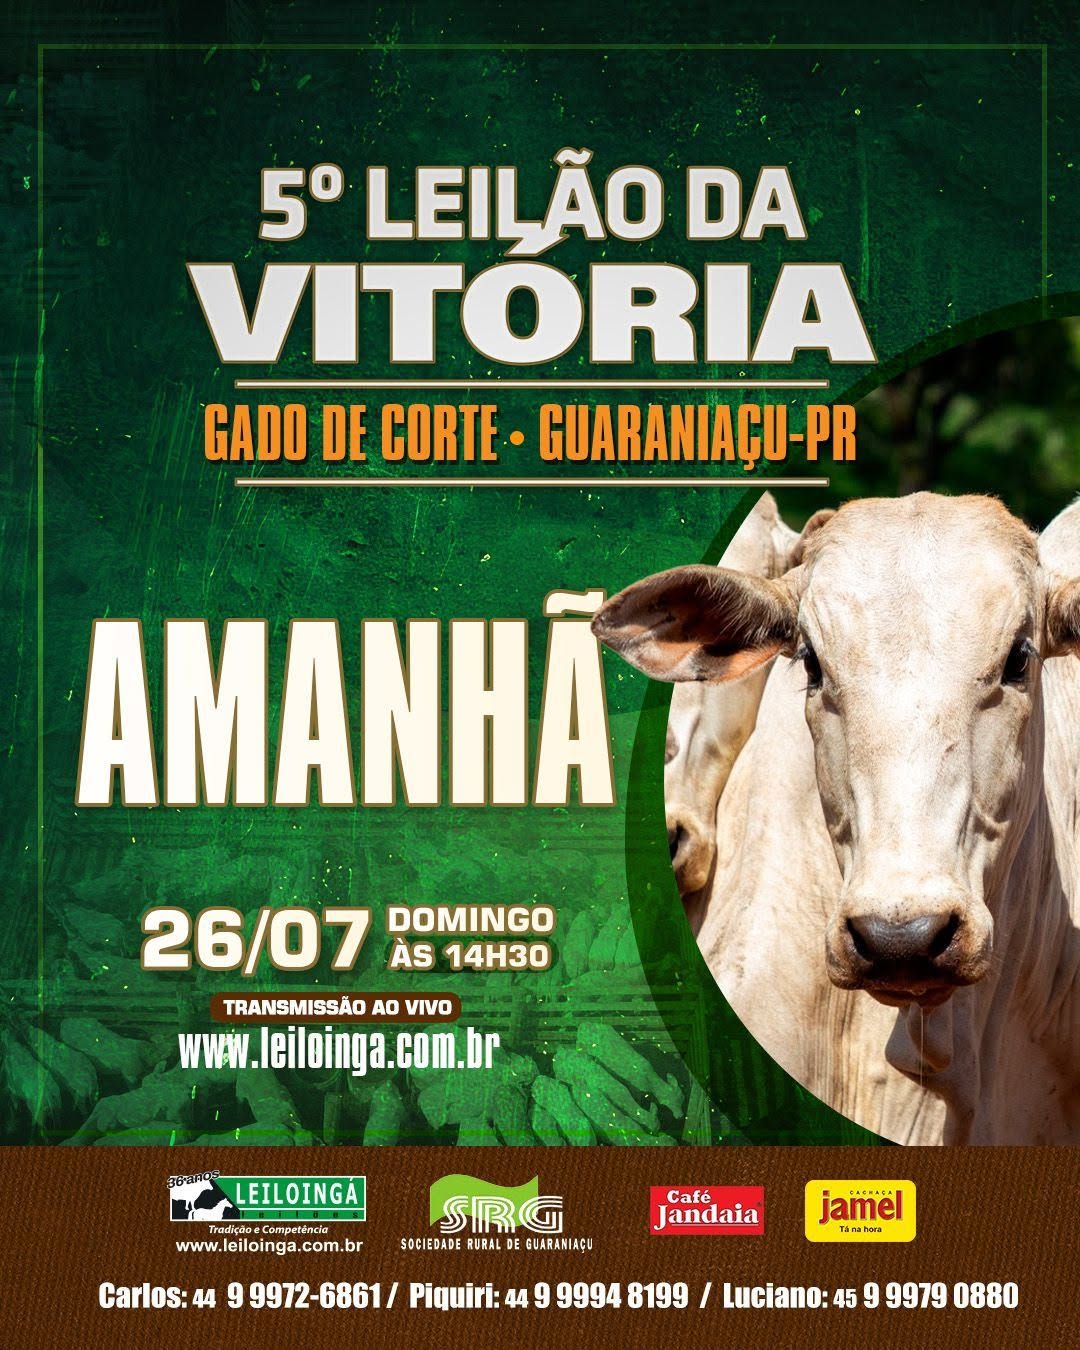 5º LEILÃO DA
VITÓRIA
GADO DE CORTE • GUARANIAÇU-PR
AMANHÃ
26/07 DOMINGO
ÀS 14H30
TRANSMISSÃO AO VIVO
www.leiloinga.com.br
36 anos
LEILOINGÁ
leilões
Tradição e Competência
www.leiloinga.com.br
SRG
SOCIEDADE RURAL DE GUARANIAÇU
Café
Jandaia
CACHAÇA
jamel
Tá na hora
Carlos: 44 9 9972-6861 / Piquiri: 44 9 9994 8199 / Luciano: 45 9 9979 0880